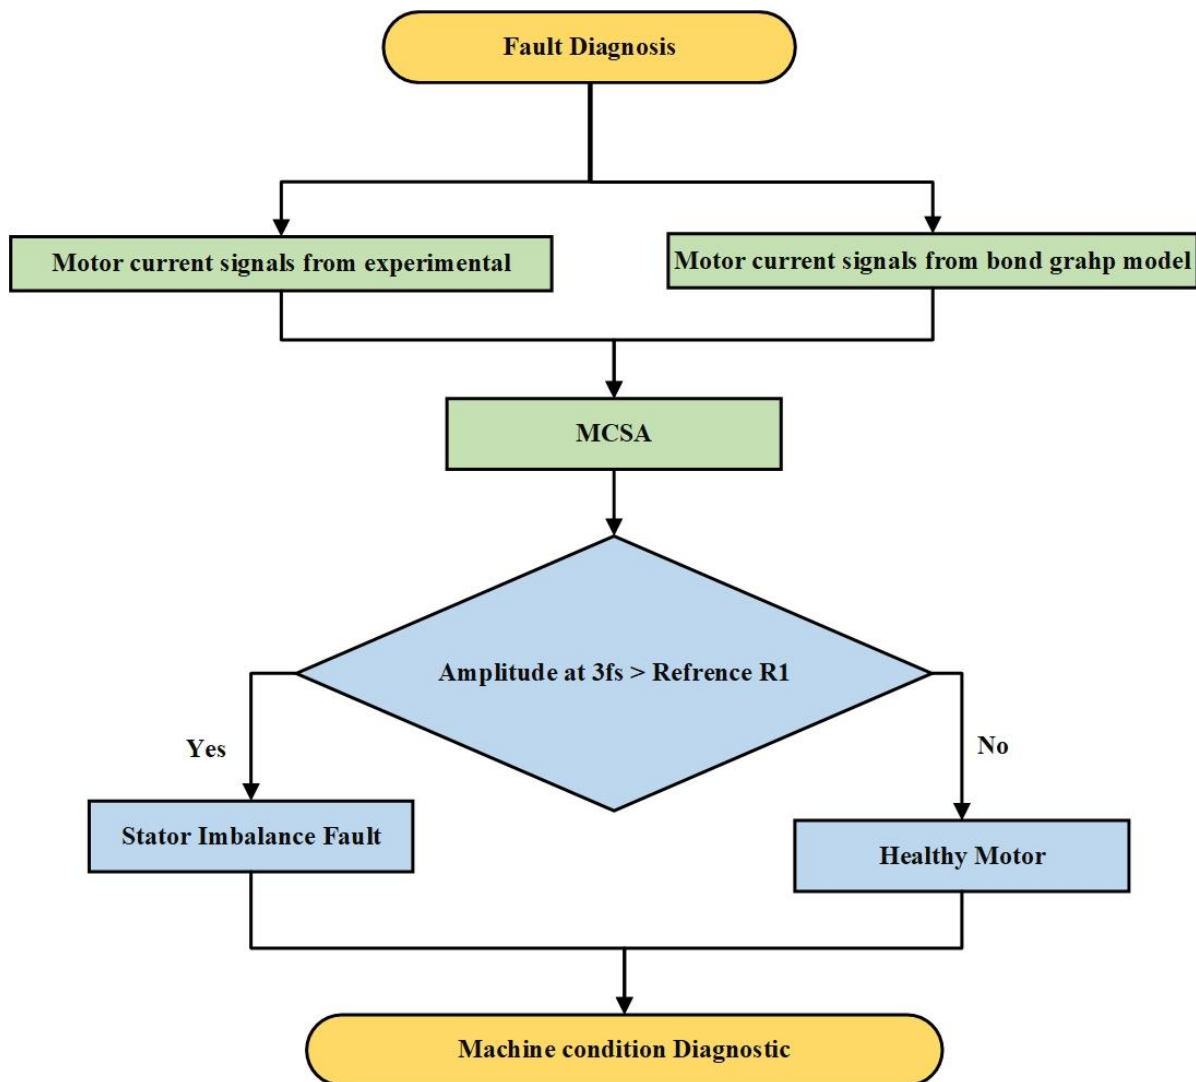 Fault Diagnosis
Motor current signals from experimental
Motor current signals from bond grahp model
MCSA
Amplitude at 3fs > Refrence R1
Yes
No
Stator Imbalance Fault
Healthy Motor
Machine condition Diagnostic